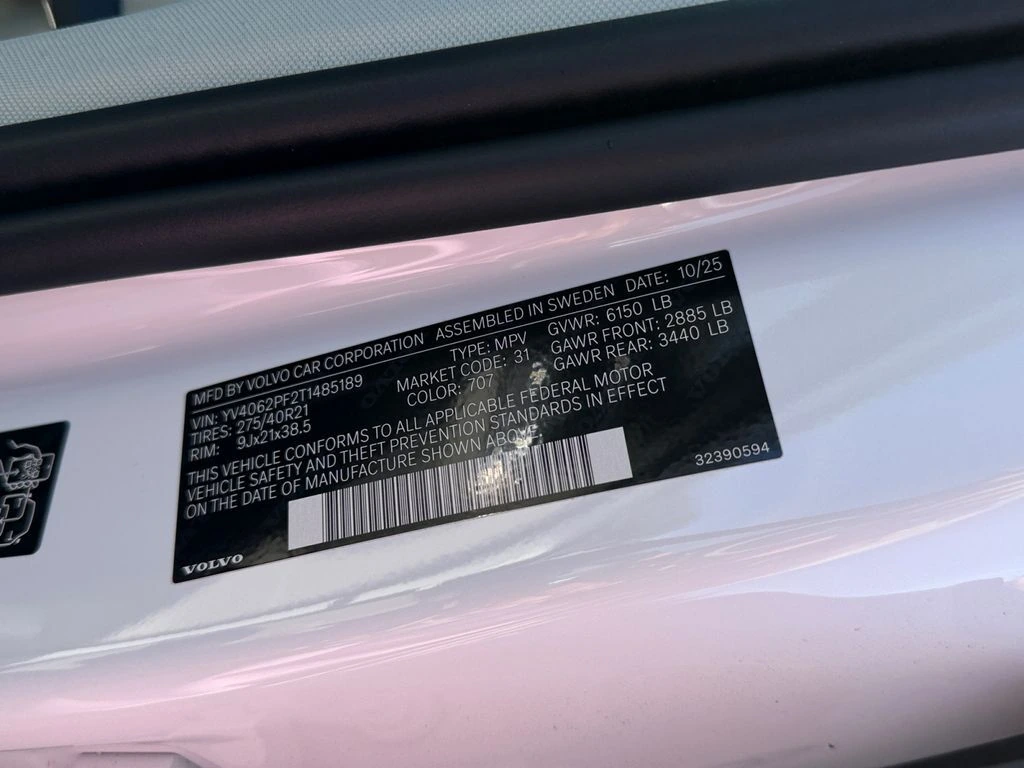 MFD BY VOLVO CAR CORPORATION ASSEMBLED IN SWEDEN DATE: 10/25
VIN: YV4062PF2T1485189 TYPE: MPV GVWR: 6150 LB
TIRES: 275/40R21 MARKET CODE: 31 GAWR FRONT: 2885 LB
RIM: 9Jx21x38.5 COLOR: 707 GAWR REAR: 3440 LB
THIS VEHICLE CONFORMS TO ALL APPLICABLE FEDERAL MOTOR
VEHICLE SAFETY AND THEFT PREVENTION STANDARDS IN EFFECT
ON THE DATE OF MANUFACTURE SHOWN ABOVE
32390594
VOLVO